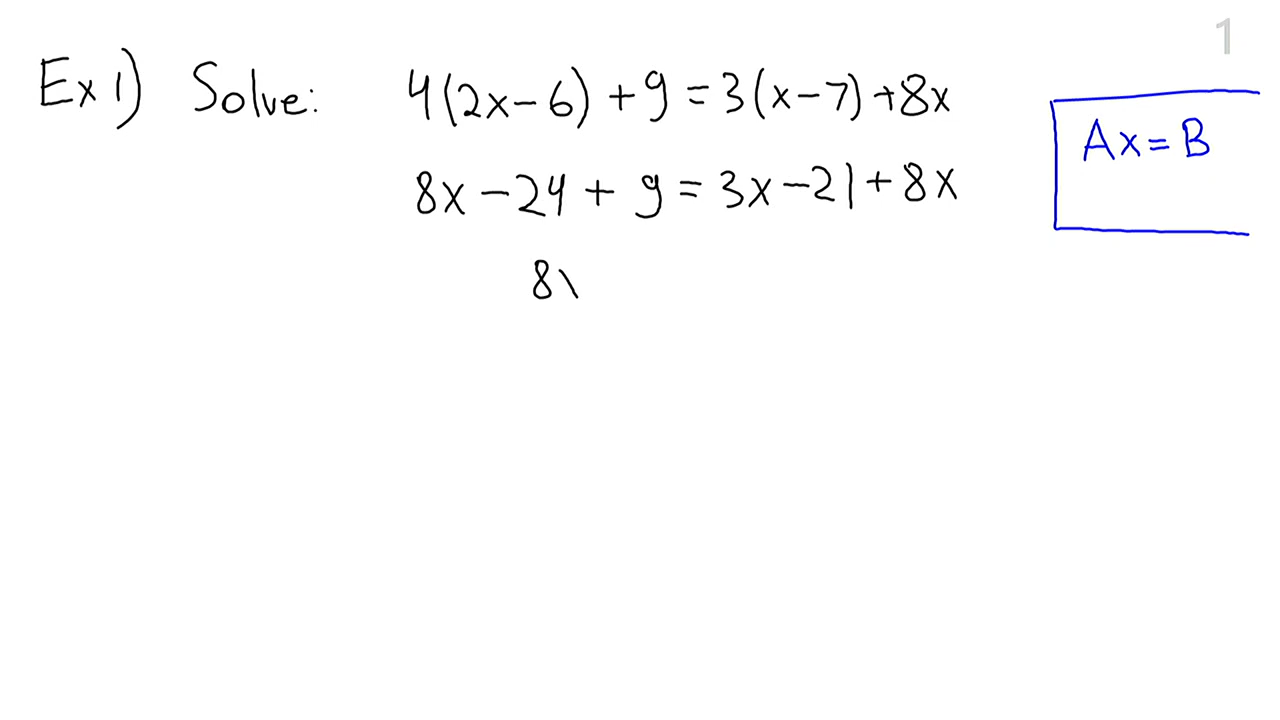 1
Ex 1) Solve: 4(2x-6)+9=3(x-7)+8x
Ax=B
8x-24+9=3x-21+8x
8